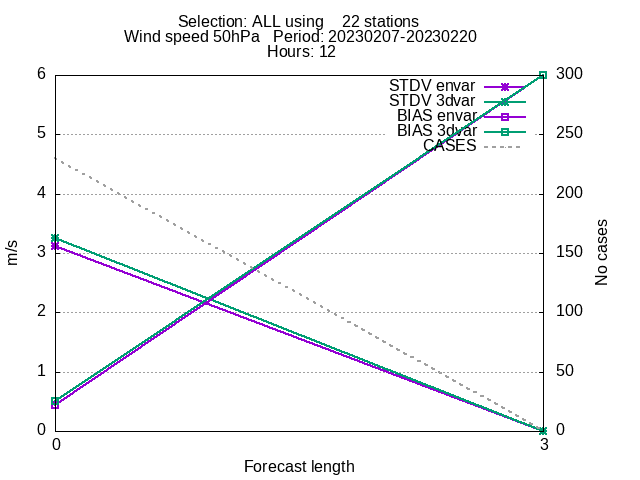 Selection: ALL using    22 stations
Wind speed 50hPa   Period: 20230207-20230220
Hours: 12
6
300
STDV envar
STDV 3dvar
BIAS envar
BIAS 3dvar
CASES
5
250
4
200
3
150
2
100
1
50
0
0
m/s
No cases
0
3
Forecast length